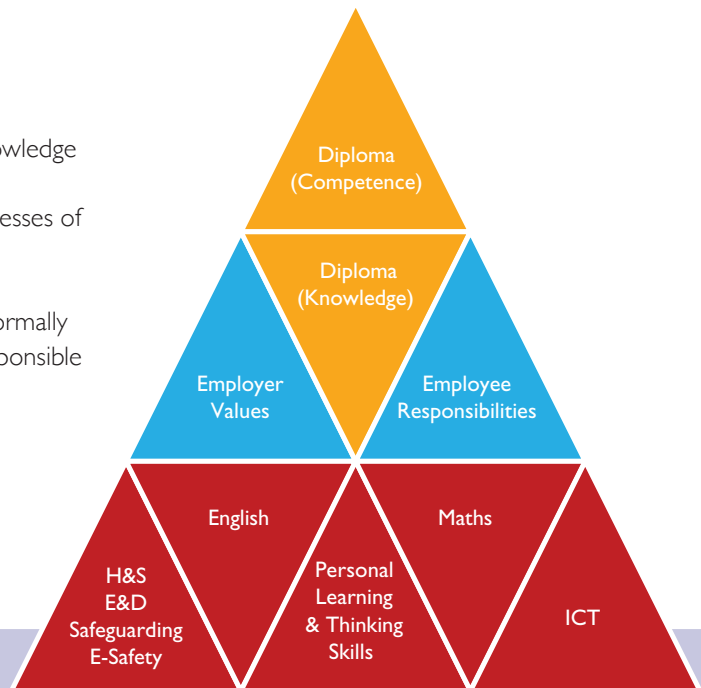 Diploma
(Competence)
Diploma
(Knowledge)
Employer
Values
Employee
Responsibilities
English
Maths
H&S
E&D
Safeguarding
E-Safety
Personal
Learning
& Thinking
Skills
ICT